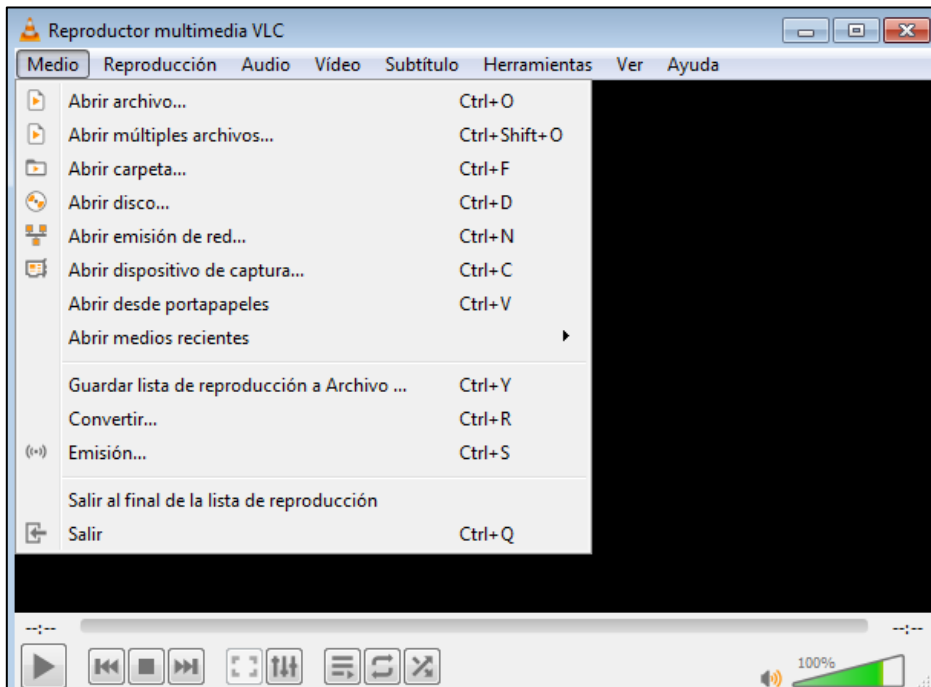 Reproductor multimedia VLC
Medio Reproducción Audio Vídeo Subtítulo Herramientas Ver Ayuda
Abrir archivo... Ctrl+O
Abrir múltiples archivos... Ctrl+Shift+O
Abrir carpeta... Ctrl+F
Abrir disco... Ctrl+D
Abrir emisión de red... Ctrl+N
Abrir dispositivo de captura... Ctrl+C
Abrir desde portapapeles Ctrl+V
Abrir medios recientes
Guardar lista de reproducción a Archivo ... Ctrl+Y
Convertir... Ctrl+R
Emisión... Ctrl+S
Salir al final de la lista de reproducción
Salir Ctrl+Q
--:-- --:--
100%